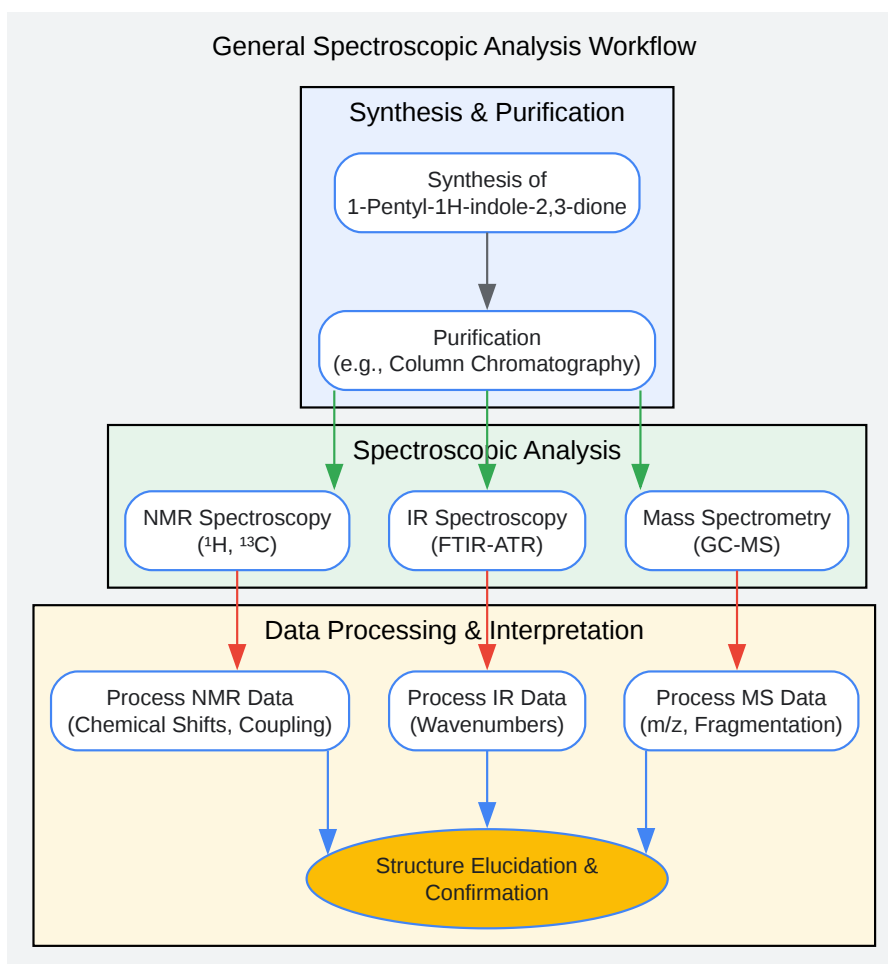 General Spectroscopic Analysis Workflow
Synthesis & Purification
Synthesis of
1-Pentyl-1H-indole-2,3-dione
Purification
(e.g., Column Chromatography)
Spectroscopic Analysis
NMR Spectroscopy
(¹H, ¹³C)
IR Spectroscopy
(FTIR-ATR)
Mass Spectrometry
(GC-MS)
Data Processing & Interpretation
Process NMR Data
(Chemical Shifts, Coupling)
Process IR Data
(Wavenumbers)
Process MS Data
(m/z, Fragmentation)
Structure Elucidation &
Confirmation